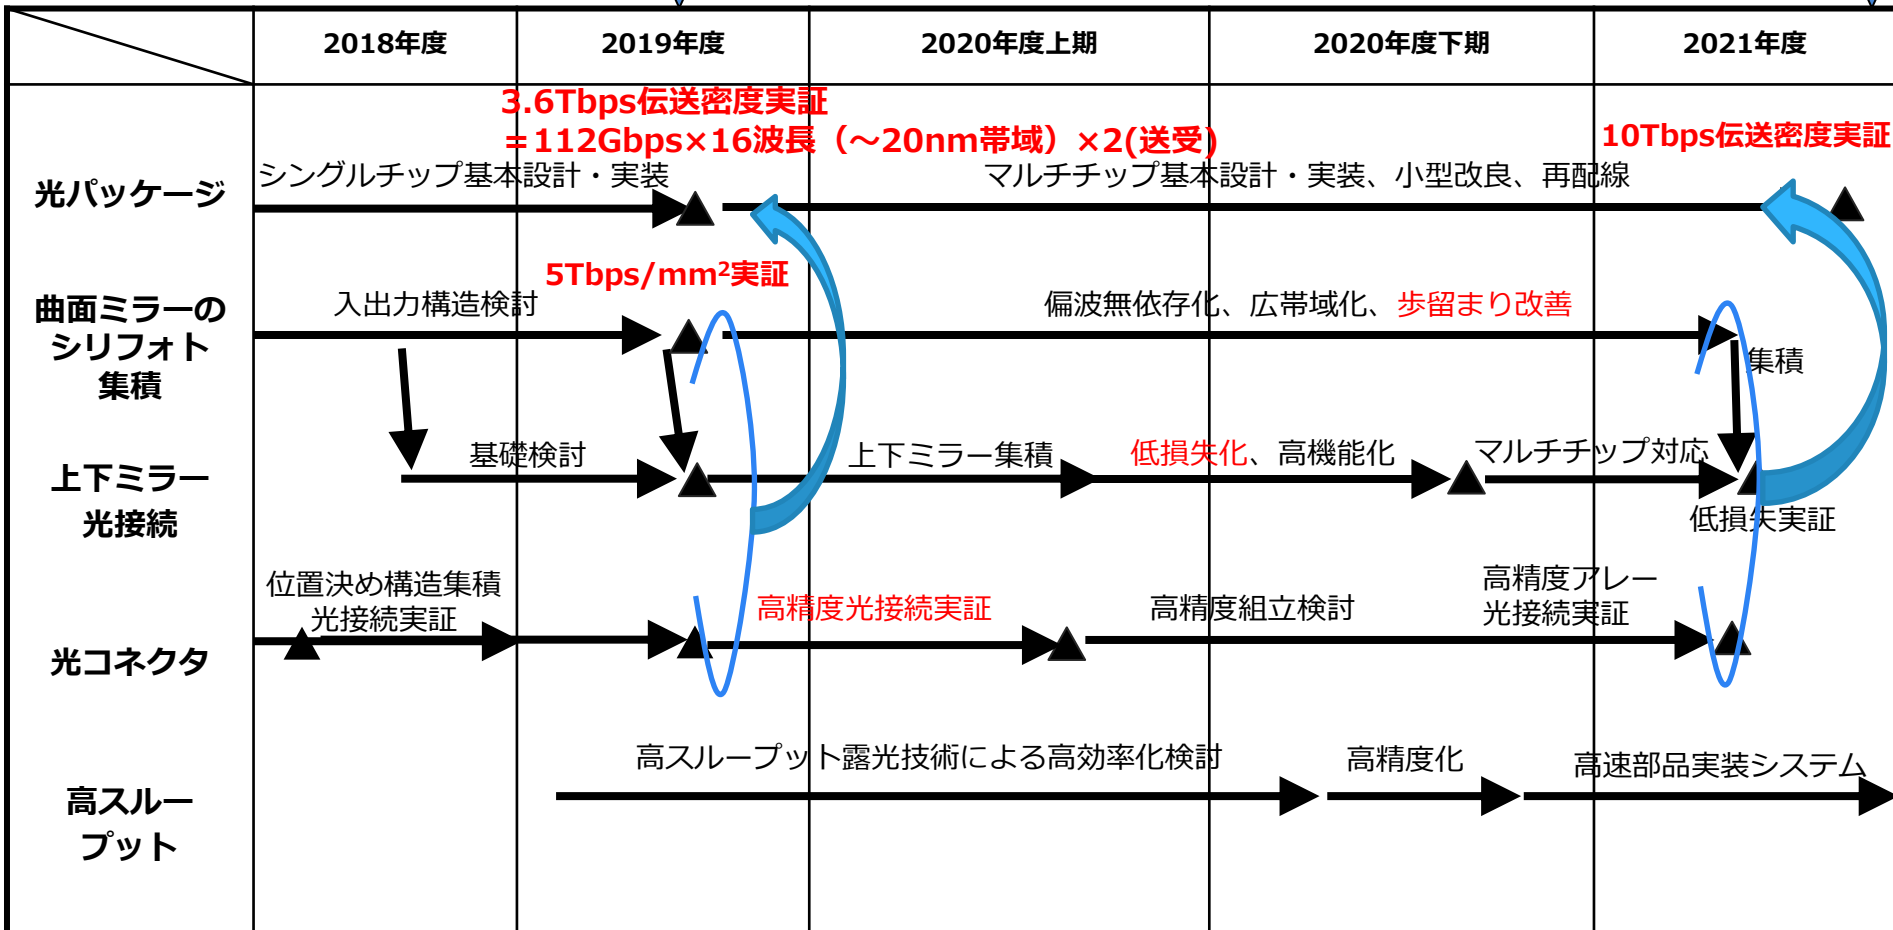 2018年度
2019年度
2020年度上期
2020年度下期
2021年度
3.6Tbps伝送密度実証
＝112Gbps×16波長（～20nm帯域）×2(送受)
10Tbps伝送密度実証
光パッケージ
シングルチップ基本設計・実装
マルチチップ基本設計・実装、小型改良、再配線
5Tbps/mm²実証
曲面ミラーの
シリフォト
集積
入出力構造検討
偏波無依存化、広帯域化、歩留まり改善
集積
上下ミラー
光接続
基礎検討
上下ミラー集積
低損失化、高機能化
マルチチップ対応
低損失実証
光コネクタ
位置決め構造集積
光接続実証
高精度光接続実証
高精度組立検討
高精度アレー
光接続実証
高スルー
プット
高スループット露光技術による高効率化検討
高精度化
高速部品実装システム